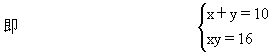 即 { x + y = 10
xy = 16